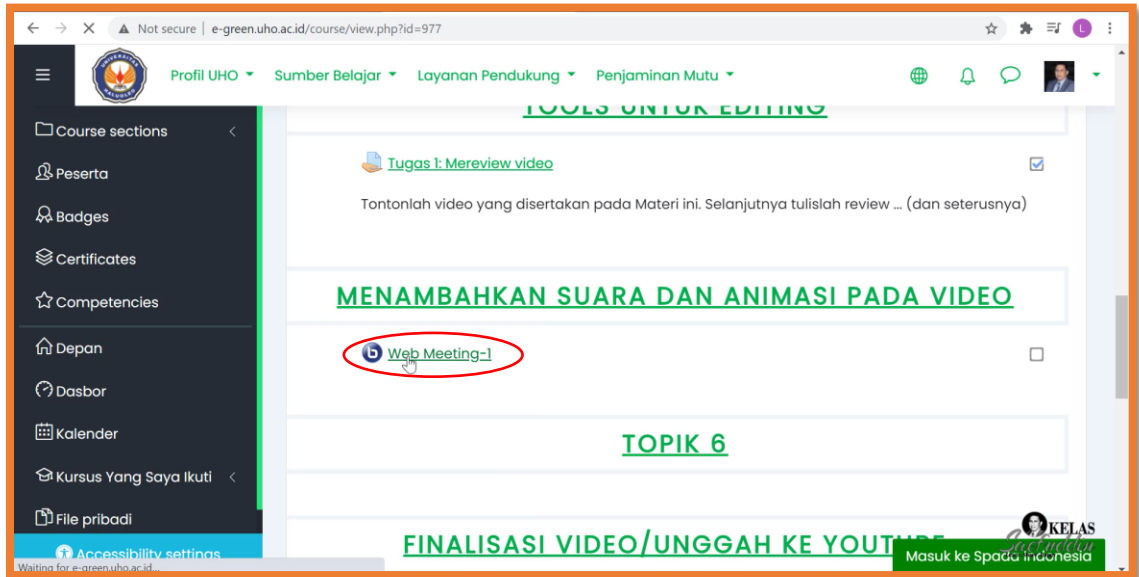 Not secure | e-green.uho.ac.id/course/view.php?id=977
L
UNIVERSITAS
HALUOLEO
Profil UHO
Sumber Belajar
Layanan Pendukung
Penjaminan Mutu
Course sections
Peserta
Badges
Certificates
Competencies
Depan
Dasbor
Kalender
Kursus Yang Saya Ikuti
File pribadi
Accessibility settings
Waiting for e-green.uho.ac.id...
TOOLS UNTUK EDITING
Tugas 1: Mereview video
Tontonlah video yang disertakan pada Materi ini. Selanjutnya tulislah review ... (dan seterusnya)
MENAMBAHKAN SUARA DAN ANIMASI PADA VIDEO
b
Web Meeting-1
TOPIK 6
FINALISASI VIDEO/UNGGAH KE YOUTUBE
KELAS
Masuk ke Spada Indonesia